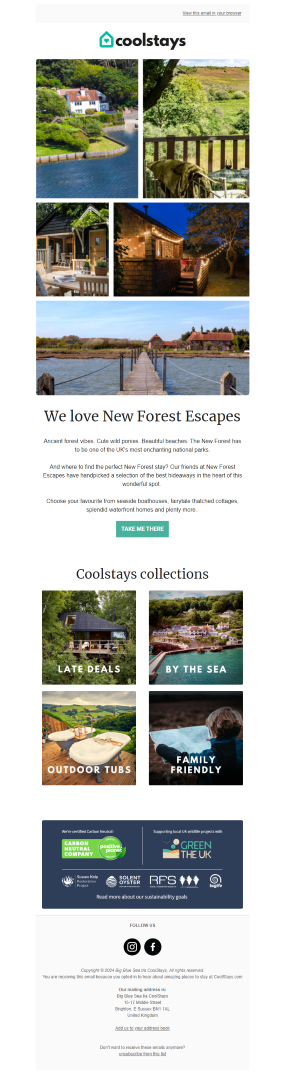 View this email in your browser
coolstays
We love New Forest Escapes
Ancient forest vibes. Cute wild ponies. Beautiful beaches. The New Forest has
to be one of the UK's most enchanting national parks.
And where to find the perfect New Forest stay? Our friends at New Forest
Escapes have handpicked a selection of the best hideaways in the heart of this
wonderful spot.
Choose your favourite from seaside boathouses, fairytale thatched cottages,
splendid waterfront homes and plenty more.
TAKE ME THERE
Coolstays collections
LATE DEALS
BY THE SEA
OUTDOOR TUBS
FAMILY
FRIENDLY
We're certified Carbon Neutral
Supporting local UK wildlife projects with
CARBON
NEUTRAL
COMPANY
positive
planet
GREEN
THE UK
Sussex Kelp
Restoration
Project
SOLENT
OYSTER
RFS
buglife
Read more about our sustainability goals
FOLLOW US
Copyright © 2024 Big Blue Sea t/a CoolStays, All rights reserved.
You are receiving this email because you opted in to hear about amazing places to stay at CoolStays.com
Our mailing address is:
Big Blue Sea t/a CoolStays
15-17 Middle Street
Brighton, E Sussex BN1 1AL
United Kingdom
Add us to your address book
Don't want to receive these emails anymore?
unsubscribe from this list